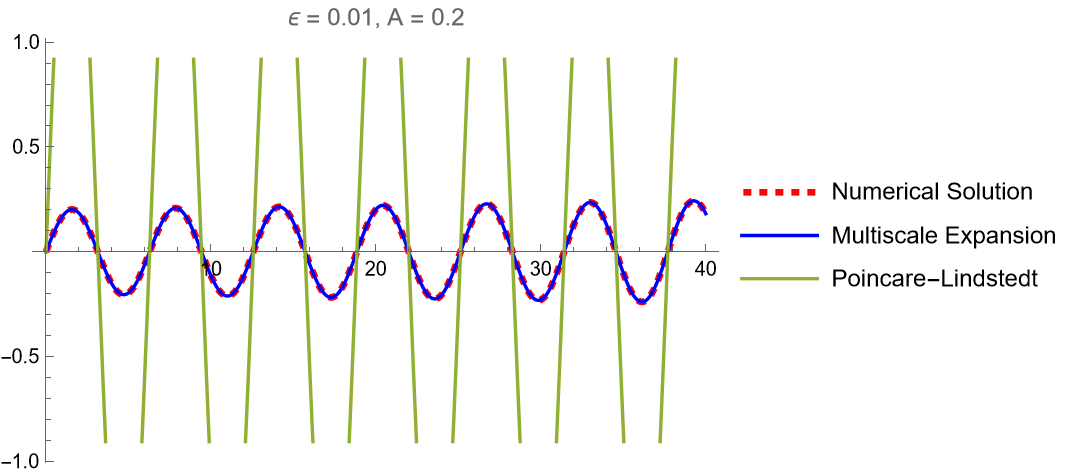 ϵ = 0.01, A = 0.2
1.0
0.5
−0.5
−1.0
10 20 30 40
Numerical Solution
Multiscale Expansion
Poincare−Lindstedt